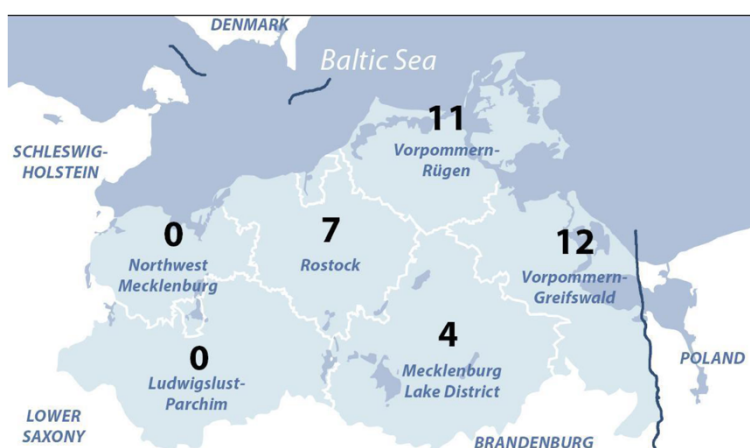 DENMARK
Baltic Sea
11
Vorpommern-
Rügen
SCHLESWIG-
HOLSTEIN
0
Northwest
Mecklenburg
7
Rostock
12
Vorpommern-
Greifswald
0
Ludwigslust-
Parchim
4
Mecklenburg
Lake District
POLAND
LOWER
SAXONY
BRANDENBURG